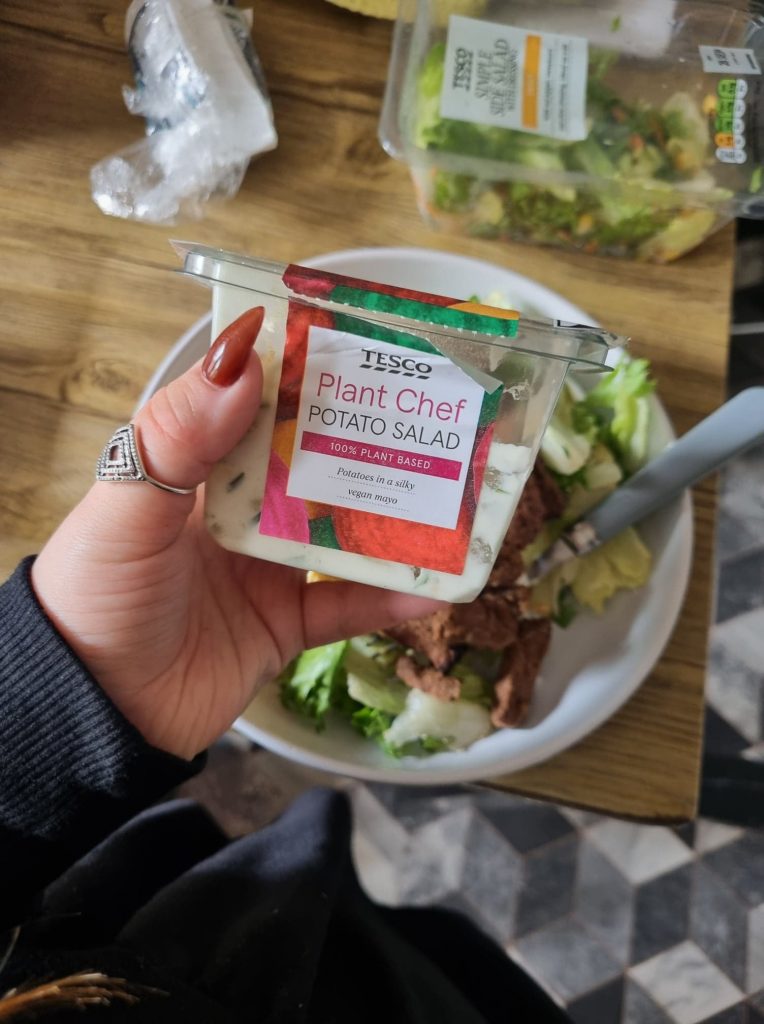 TESCO
SIMPLE
SIDE SALAD
TESCO
Plant Chef
POTATO SALAD
100% PLANT BASED
Potatoes in a silky
vegan mayo